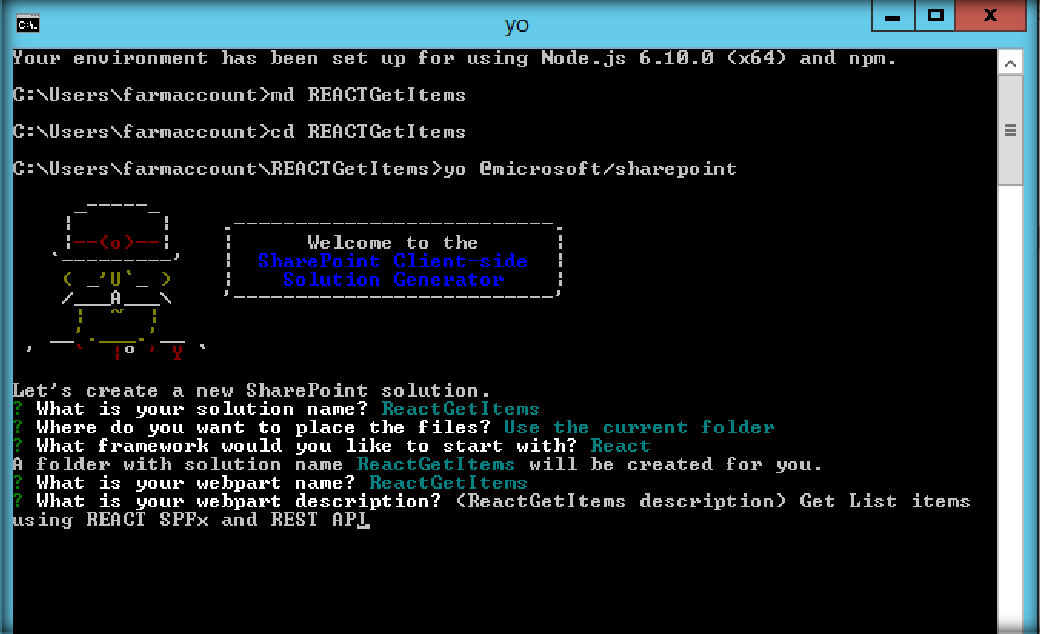 yo
Your environment has been set up for using Node.js 6.10.0 (x64) and npm.
C:\Users\farmaccount>md REACTGetItems
C:\Users\farmaccount>cd REACTGetItems
C:\Users\farmaccount\REACTGetItems>yo @microsoft/sharepoint
Welcome to the
SharePoint Client-side
Solution Generator
Let's create a new SharePoint solution.
? What is your solution name? ReactGetItems
? Where do you want to place the files? Use the current folder
? What framework would you like to start with? React
A folder with solution name ReactGetItems will be created for you.
? What is your webpart name? ReactGetItems
? What is your webpart description? (ReactGetItems description) Get List items
using REACT SPFx and REST API